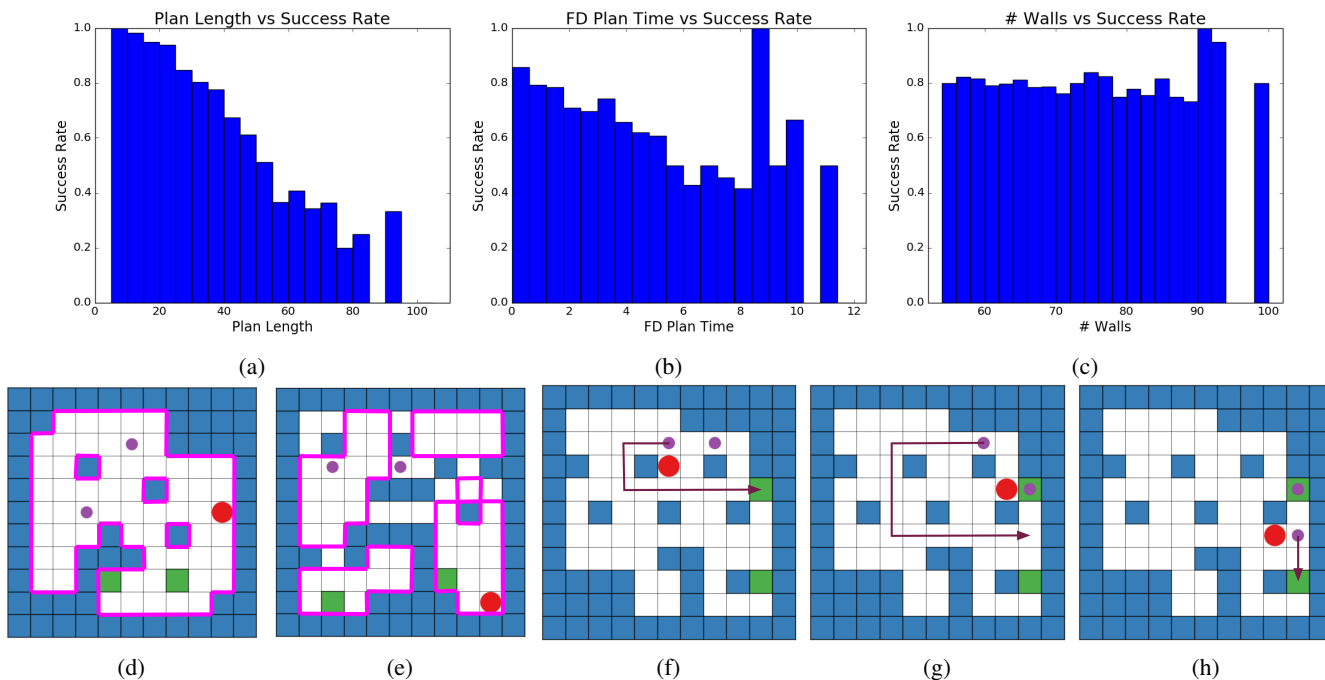 Plan Length vs Success Rate
1.0
0.8
0.6
0.4
0.2
0.0
Success Rate
0 20 40 60 80 100
Plan Length
(a)
FD Plan Time vs Success Rate
1.0
0.8
0.6
0.4
0.2
0.0
Success Rate
0 2 4 6 8 10 12
FD Plan Time
(b)
# Walls vs Success Rate
1.0
0.8
0.6
0.4
0.2
0.0
Success Rate
60 70 80 90 100
# Walls
(c)
(d) (e) (f) (g) (h)